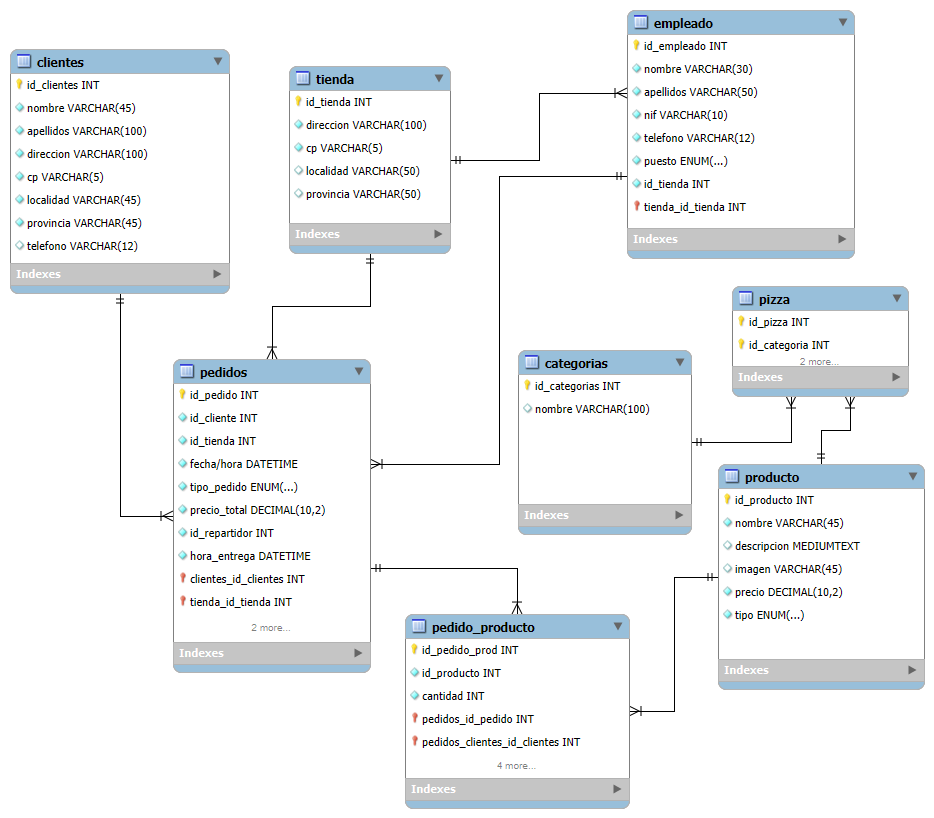 clientes
id_clientes INT
nombre VARCHAR(45)
apellidos VARCHAR(100)
direccion VARCHAR(100)
cp VARCHAR(5)
localidad VARCHAR(45)
provincia VARCHAR(45)
telefono VARCHAR(12)
Indexes
tienda
id_tienda INT
direccion VARCHAR(100)
cp VARCHAR(5)
localidad VARCHAR(50)
provincia VARCHAR(50)
Indexes
empleado
id_empleado INT
nombre VARCHAR(30)
apellidos VARCHAR(50)
nif VARCHAR(10)
telefono VARCHAR(12)
puesto ENUM(...)
id_tienda INT
tienda_id_tienda INT
Indexes
pedidos
id_pedido INT
id_cliente INT
id_tienda INT
fecha/hora DATETIME
tipo_pedido ENUM(...)
precio_total DECIMAL(10,2)
id_repartidor INT
hora_entrega DATETIME
clientes_id_clientes INT
tienda_id_tienda INT
2 more...
Indexes
categorias
id_categorias INT
nombre VARCHAR(100)
Indexes
pizza
id_pizza INT
id_categoria INT
2 more...
Indexes
producto
id_producto INT
nombre VARCHAR(45)
descripcion MEDIUMTEXT
imagen VARCHAR(45)
precio DECIMAL(10,2)
tipo ENUM(...)
Indexes
pedido_producto
id_pedido_prod INT
id_producto INT
cantidad INT
pedidos_id_pedido INT
pedidos_clientes_id_clientes INT
4 more...
Indexes